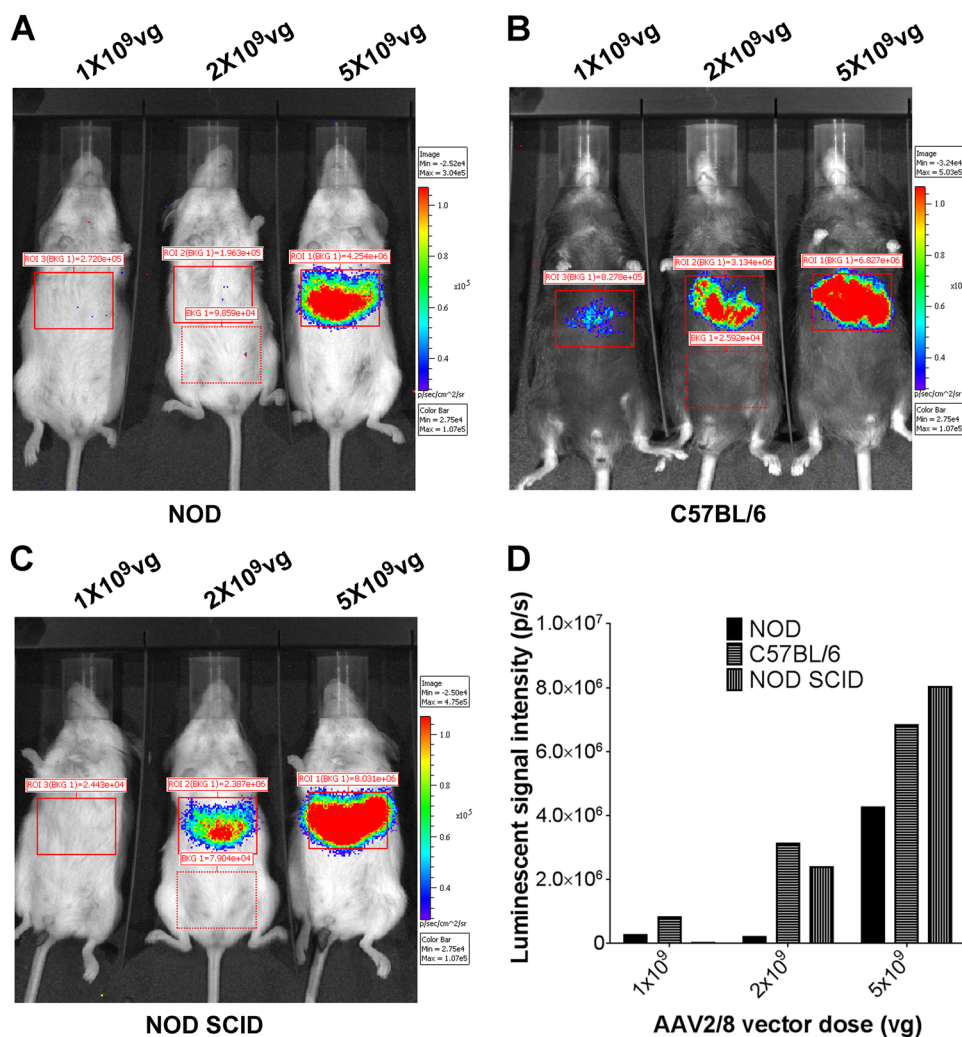 A
1X10⁹vg 2X10⁹vg 5X10⁹vg
Image
Min = -2.52e4
Max = 3.04e5
ROI 3(BKG 1)=2.720e+05
ROI 2(BKG 1)=1.963e+05
ROI 1(BKG 1)=4.254e+06
BKG 1=9.859e+04
1.0
0.8
x10⁵
0.6
0.4
p/sec/cm^2/sr
Color Bar
Min = 2.75e4
Max = 1.07e5
NOD
B
1X10⁹vg 2X10⁹vg 5X10⁹vg
Image
Min = -3.24e4
Max = 5.03e5
ROI 3(BKG 1)=8.278e+05
ROI 2(BKG 1)=3.134e+06
ROI 1(BKG 1)=6.827e+06
BKG 1=2.592e+04
1.0
0.8
x10
0.6
0.4
p/sec/cm^2/sr
Color Bar
Min = 2.75e4
Max = 1.07e5
C57BL/6
C
1X10⁹vg 2X10⁹vg 5X10⁹vg
Image
Min = -2.50e4
Max = 4.75e5
ROI 3(BKG 1)=2.443e+04
ROI 2(BKG 1)=2.387e+06
ROI 1(BKG 1)=8.031e+06
BKG 1=7.904e+04
1.0
0.8
x10⁵
0.6
0.4
p/sec/cm^2/sr
Color Bar
Min = 2.75e4
Max = 1.07e5
NOD SCID
D
Luminescent signal intensity (p/s)
1.0×10⁷
8.0×10⁶
6.0×10⁶
4.0×10⁶
2.0×10⁶
0
NOD
C57BL/6
NOD SCID
1x10⁹
2x10⁹
5x10⁹
AAV2/8 vector dose (vg)